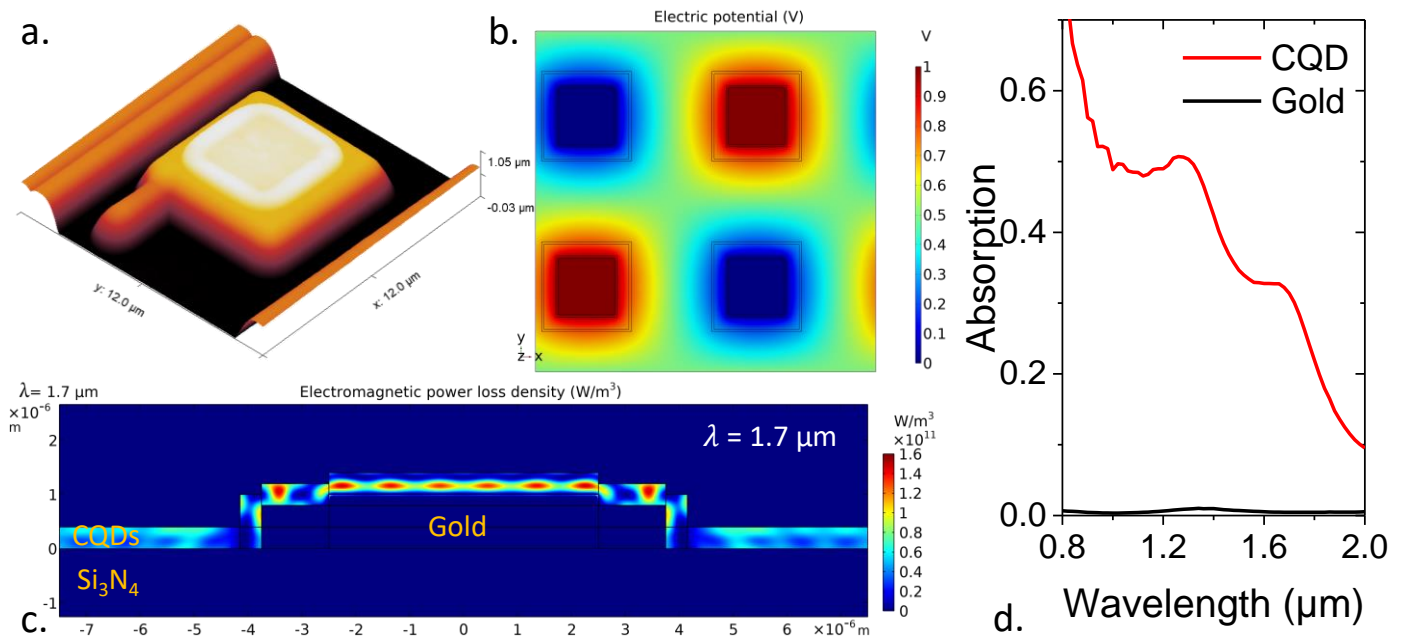 a.
1.05 µm
-0.03 µm
y: 12.0 µm
x: 12.0 µm
b.
Electric potential (V)
V
1
0.9
0.8
0.7
0.6
0.5
0.4
0.3
0.2
0.1
0
y
z x
λ= 1.7 µm
Electromagnetic power loss density (W/m³)
×10⁻⁶
m
2
1
0
-1
λ = 1.7 µm
CQDs
Gold
Si₃N₄
W/m³
×10¹¹
1.6
1.4
1.2
1
0.8
0.6
0.4
0.2
0
c.
-7 -6 -5 -4 -3 -2 -1 0 1 2 3 4 5 6 ×10⁻⁶ m
CQD
Gold
Absorption
0.6
0.4
0.2
0.0
0.8 1.2 1.6 2.0
Wavelength (µm)
d.